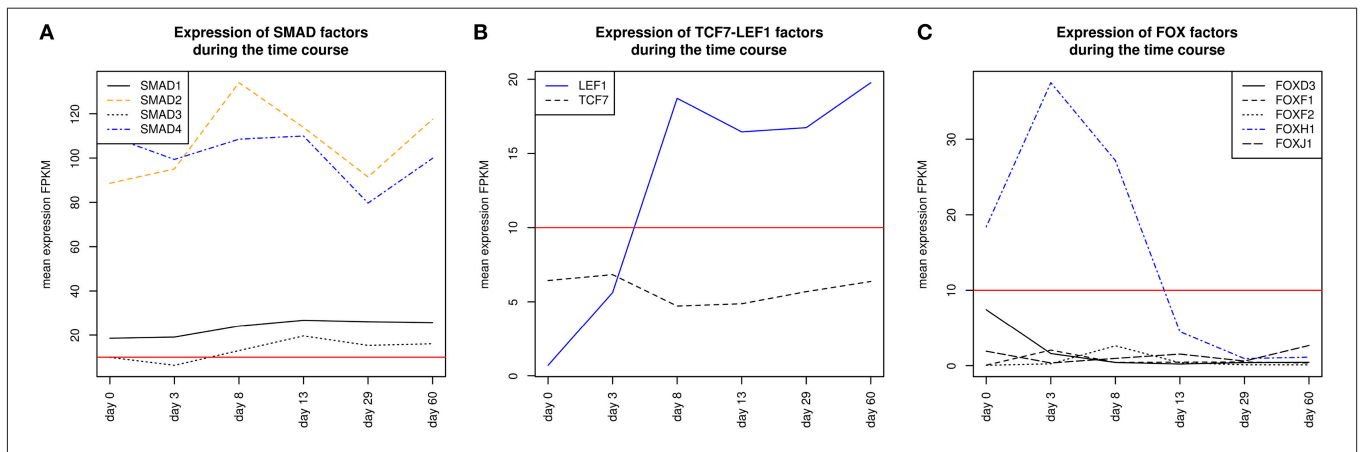 A
Expression of SMAD factors
during the time course
SMAD1
SMAD2
SMAD3
SMAD4
mean expression FPKM
20
40
60
80
100
120
day 0
day 3
day 8
day 13
day 29
day 60
B
Expression of TCF7-LEF1 factors
during the time course
LEF1
TCF7
mean expression FPKM
0
5
10
15
20
day 0
day 3
day 8
day 13
day 29
day 60
C
Expression of FOX factors
during the time course
FOXD3
FOXF1
FOXF2
FOXH1
FOXJ1
mean expression FPKM
0
10
20
30
day 0
day 3
day 8
day 13
day 29
day 60